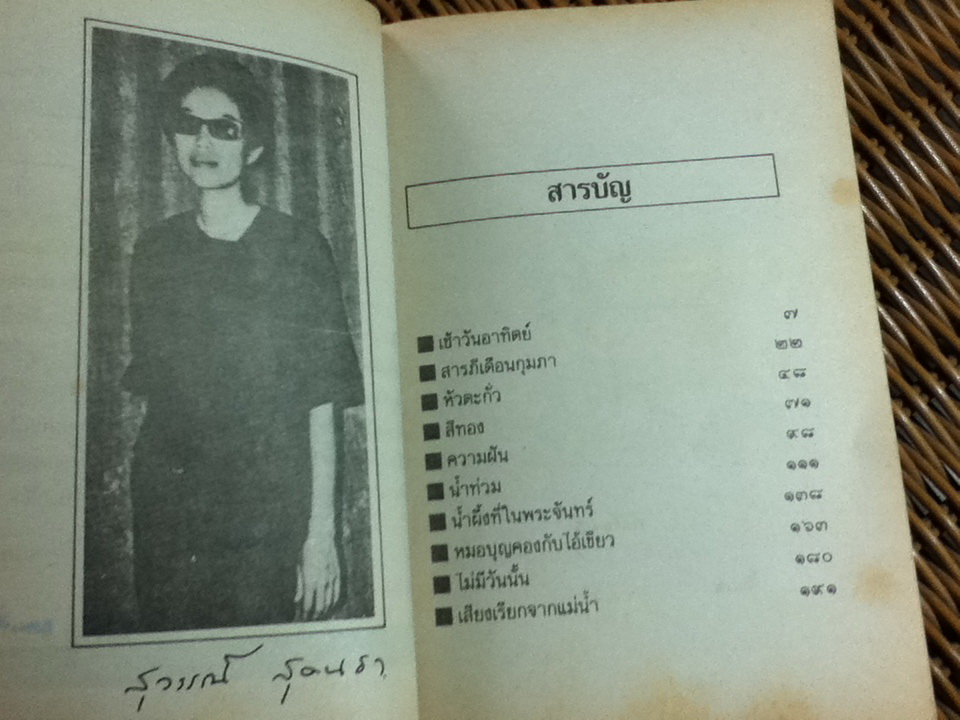 สุวรรณี สุคนธา
สารบัญ
■ เช้าวันอาทิตย์ ๗
■ สารภีเดือนกุมภา ๒๒
■ หัวตะกั่ว ๔๘
■ สีทอง ๗๑
■ ความฝัน ๙๘
■ น้ำท่วม ๑๑๑
■ น้ำผึ้งที่ในพระจันทร์ ๑๓๘
■ หมอบุญคองกับไอ้เขียว ๑๖๓
■ ไม่มีวันนั้น ๑๘๐
■ เสียงเรียกจากแม่น้ำ ๑๙๑